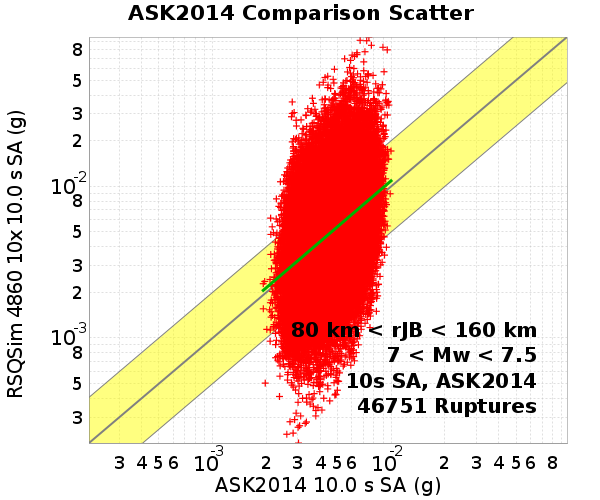 ASK2014 Comparison Scatter
RSQSim 4860 10x 10.0 s SA (g)
8
5
3
2
10-2
8
5
3
2
10-3
8
5
3
80 km < rJB < 160 km
7 < Mw < 7.5
10s SA, ASK2014
46751 Ruptures
3 4 5 6 10-3 2 3 4 5 6 10-2 2 3 4 5 6 8
ASK2014 10.0 s SA (g)